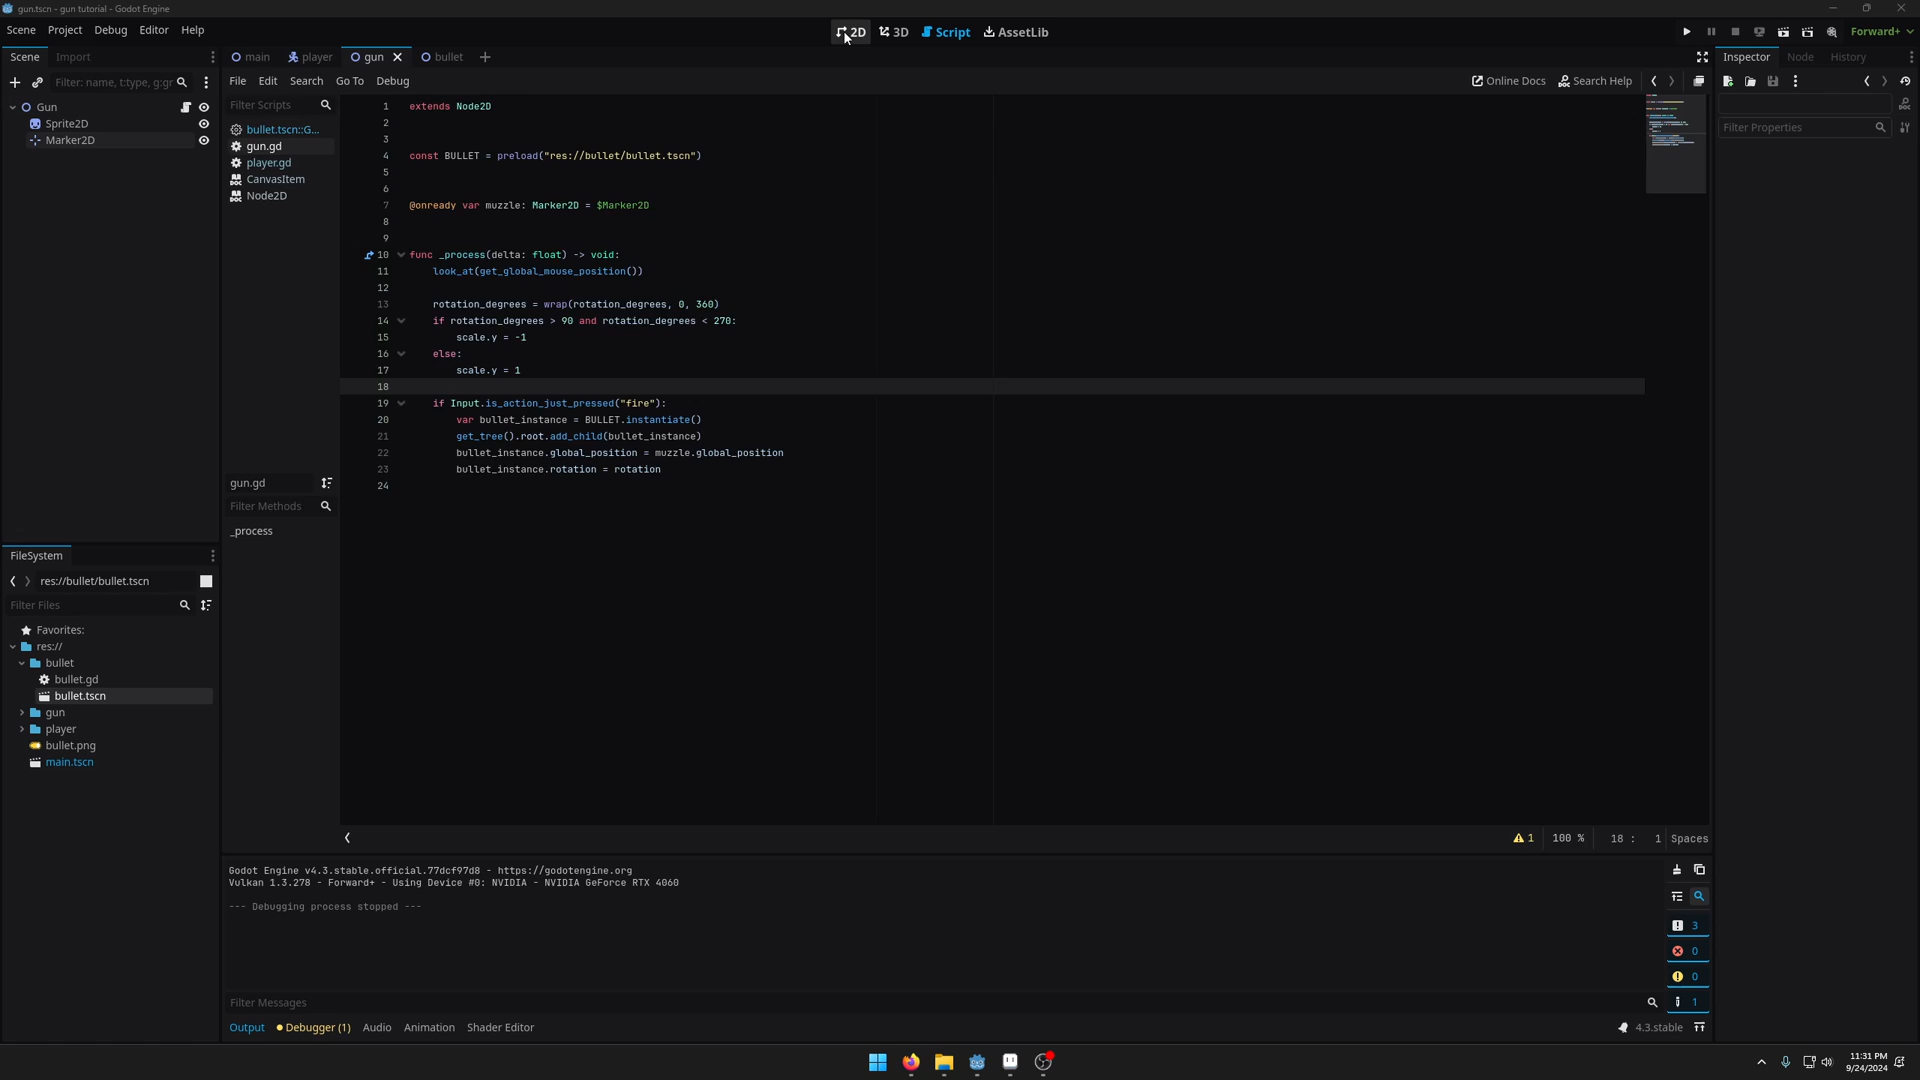 gun.tscn - gun tutorial - Godot Engine
Scene Project Debug Editor Help
2D 3D Script AssetLib
Forward+
Scene Import
main player gun bullet
Inspector Node History
Filter: name, t:type, g:gr
File Edit Search Go To Debug
Online Docs Search Help
Gun
Sprite2D
Marker2D
Filter Scripts
bullet.tscn::G...
gun.gd
player.gd
CanvasItem
Node2D
Filter Properties
1 extends Node2D
2
3
4 const BULLET = preload("res://bullet/bullet.tscn")
5
6
7 @onready var muzzle: Marker2D = $Marker2D
8
9
10 func _process(delta: float) -> void:
11 look_at(get_global_mouse_position())
12
13 rotation_degrees = wrap(rotation_degrees, 0, 360)
14 if rotation_degrees > 90 and rotation_degrees < 270:
15 scale.y = -1
16 else:
17 scale.y = 1
18
19 if Input.is_action_just_pressed("fire"):
20 var bullet_instance = BULLET.instantiate()
21 get_tree().root.add_child(bullet_instance)
22 bullet_instance.global_position = muzzle.global_position
23 bullet_instance.rotation = rotation
24
gun.gd
Filter Methods
_process
FileSystem
res://bullet/bullet.tscn
Filter Files
Favorites:
res://
bullet
bullet.gd
bullet.tscn
gun
player
bullet.png
main.tscn
1 100 % 18 : 1 Spaces
Godot Engine v4.3.stable.official.77dcf97d8 - https://godotengine.org
Vulkan 1.3.278 - Forward+ - Using Device #0: NVIDIA - NVIDIA GeForce RTX 4060
--- Debugging process stopped ---
3
0
0
1
Filter Messages
Output Debugger (1) Audio Animation Shader Editor
4.3.stable
11:31 PM
9/24/2024